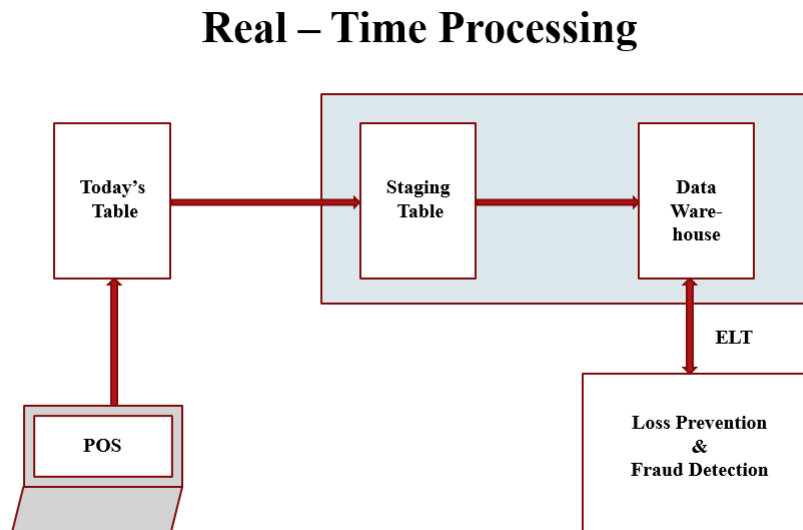 Real – Time Processing
Today’s
Table
Staging
Table
Data
Ware-
house
ELT
POS
Loss Prevention
&
Fraud Detection